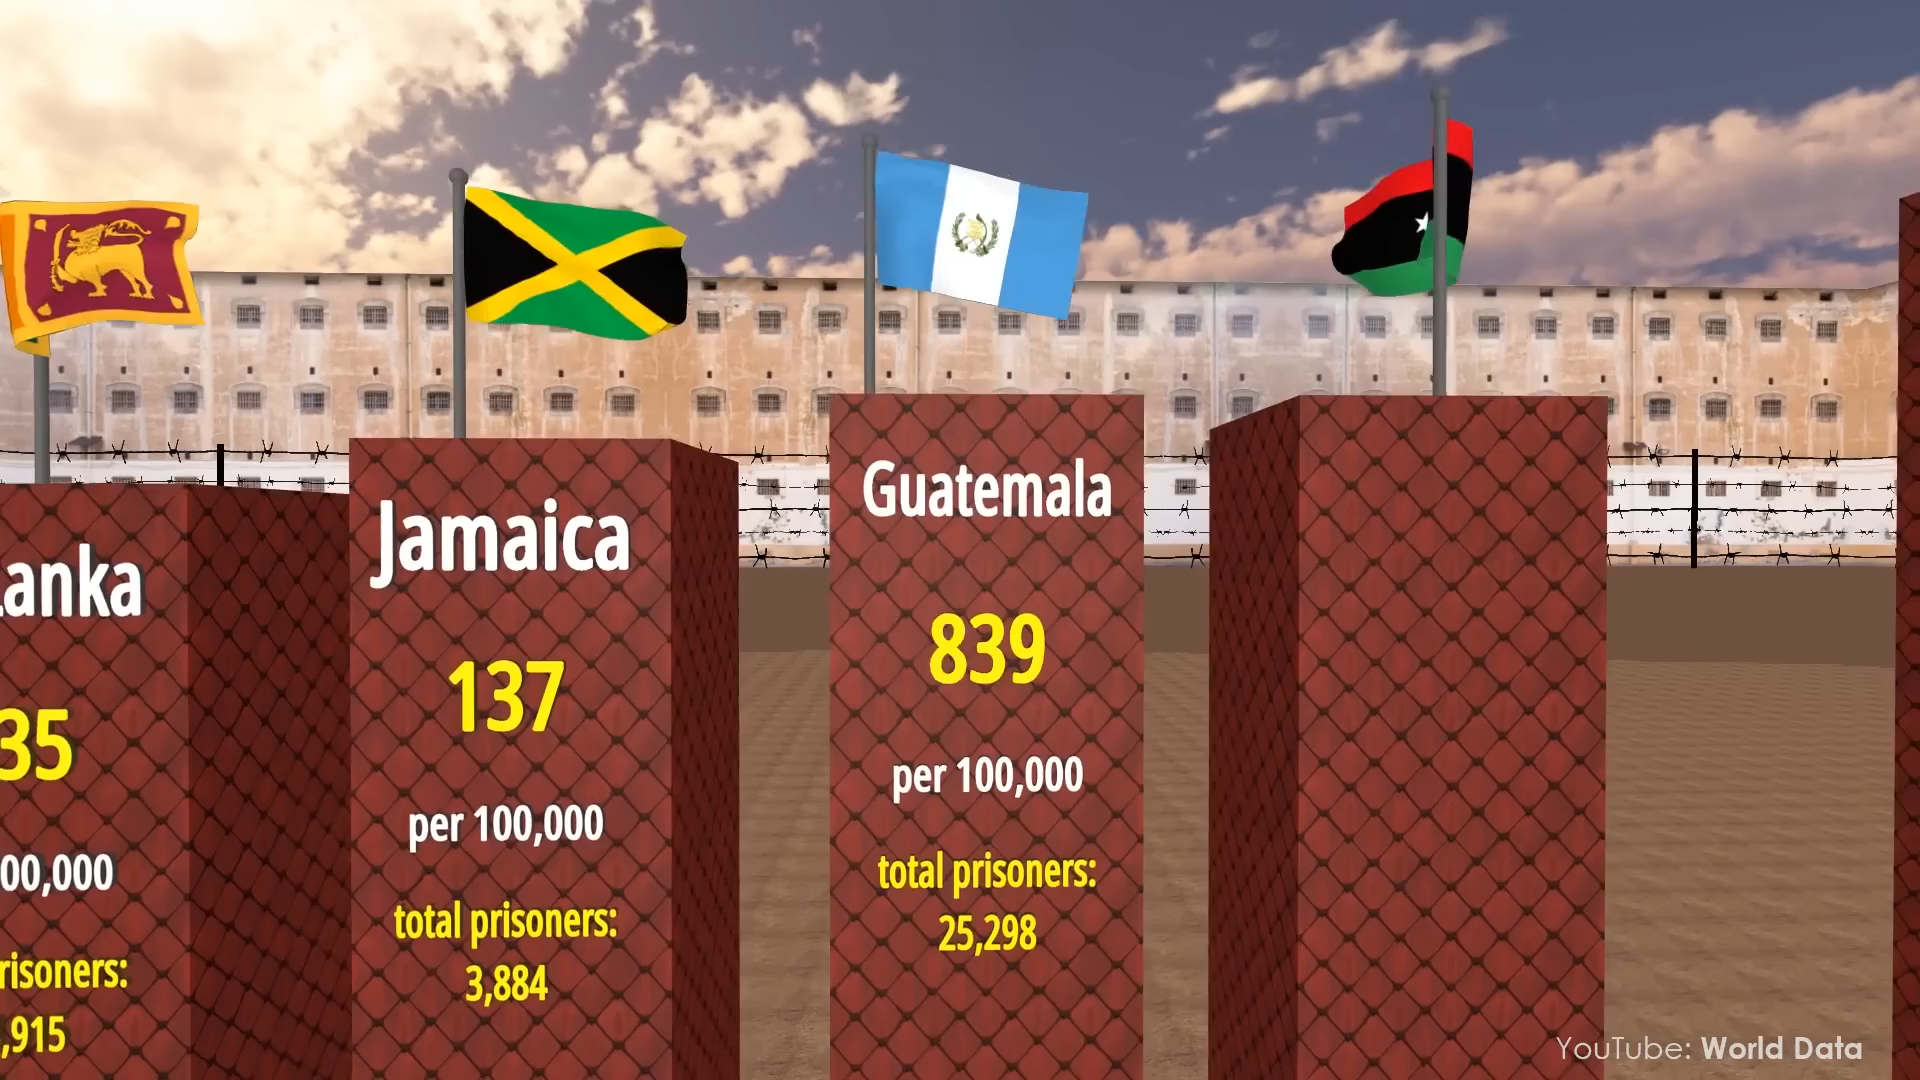 anka
35
00,000
risoners:
,915
Jamaica
137
per 100,000
total prisoners:
3,884
Guatemala
839
per 100,000
total prisoners:
25,298
YouTube: World Data